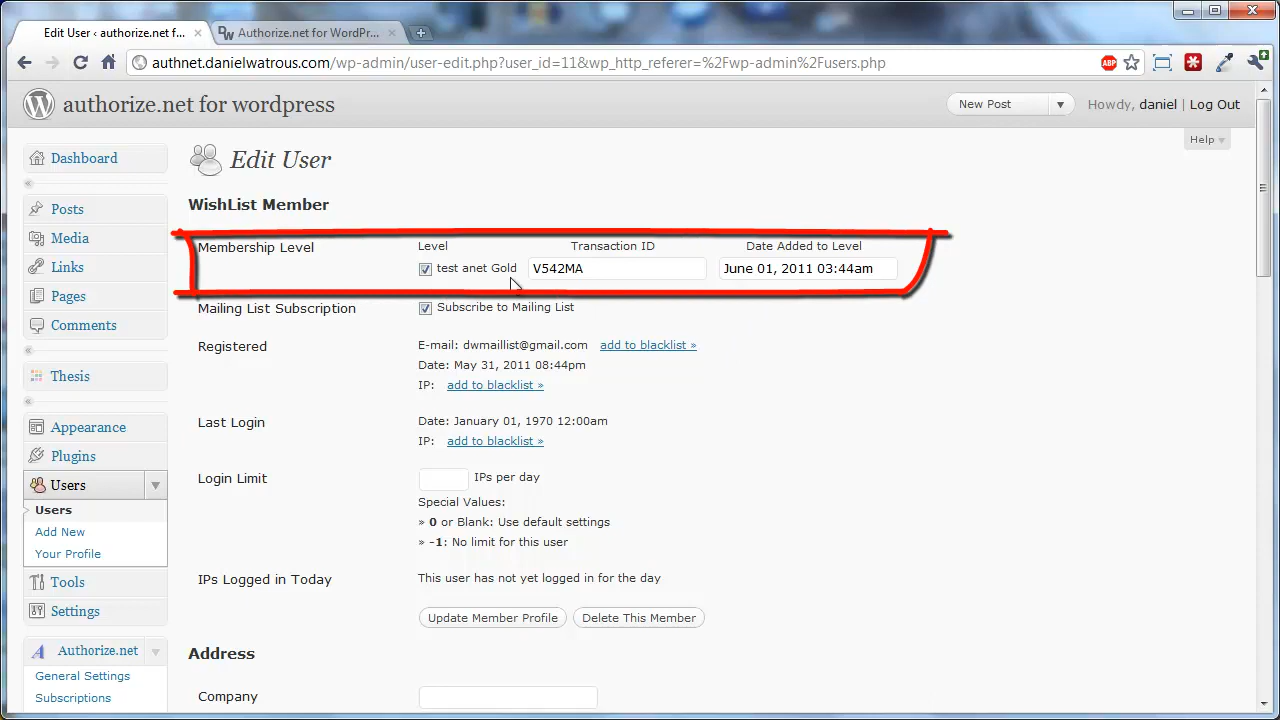 Edit User ‹ authorize.net f...
Authorize.net for WordPr...
authnet.danielwatrous.com/wp-admin/user-edit.php?user_id=11&wp_http_referer=%2Fwp-admin%2Fusers.php
authorize.net for wordpress
New Post
Howdy, daniel | Log Out
Help
Dashboard
Posts
Media
Links
Pages
Comments
Thesis
Appearance
Plugins
Users
Users
Add New
Your Profile
Tools
Settings
Authorize.net
General Settings
Subscriptions
Edit User
WishList Member
Membership Level Level Transaction ID Date Added to Level
test anet Gold V542MA June 01, 2011 03:44am
Mailing List Subscription Subscribe to Mailing List
Registered E-mail: dwmaillist@gmail.com add to blacklist »
Date: May 31, 2011 08:44pm
IP: add to blacklist »
Last Login Date: January 01, 1970 12:00am
IP: add to blacklist »
Login Limit IPs per day
Special Values:
» 0 or Blank: Use default settings
» -1: No limit for this user
IPs Logged in Today This user has not yet logged in for the day
Update Member Profile Delete This Member
Address
Company